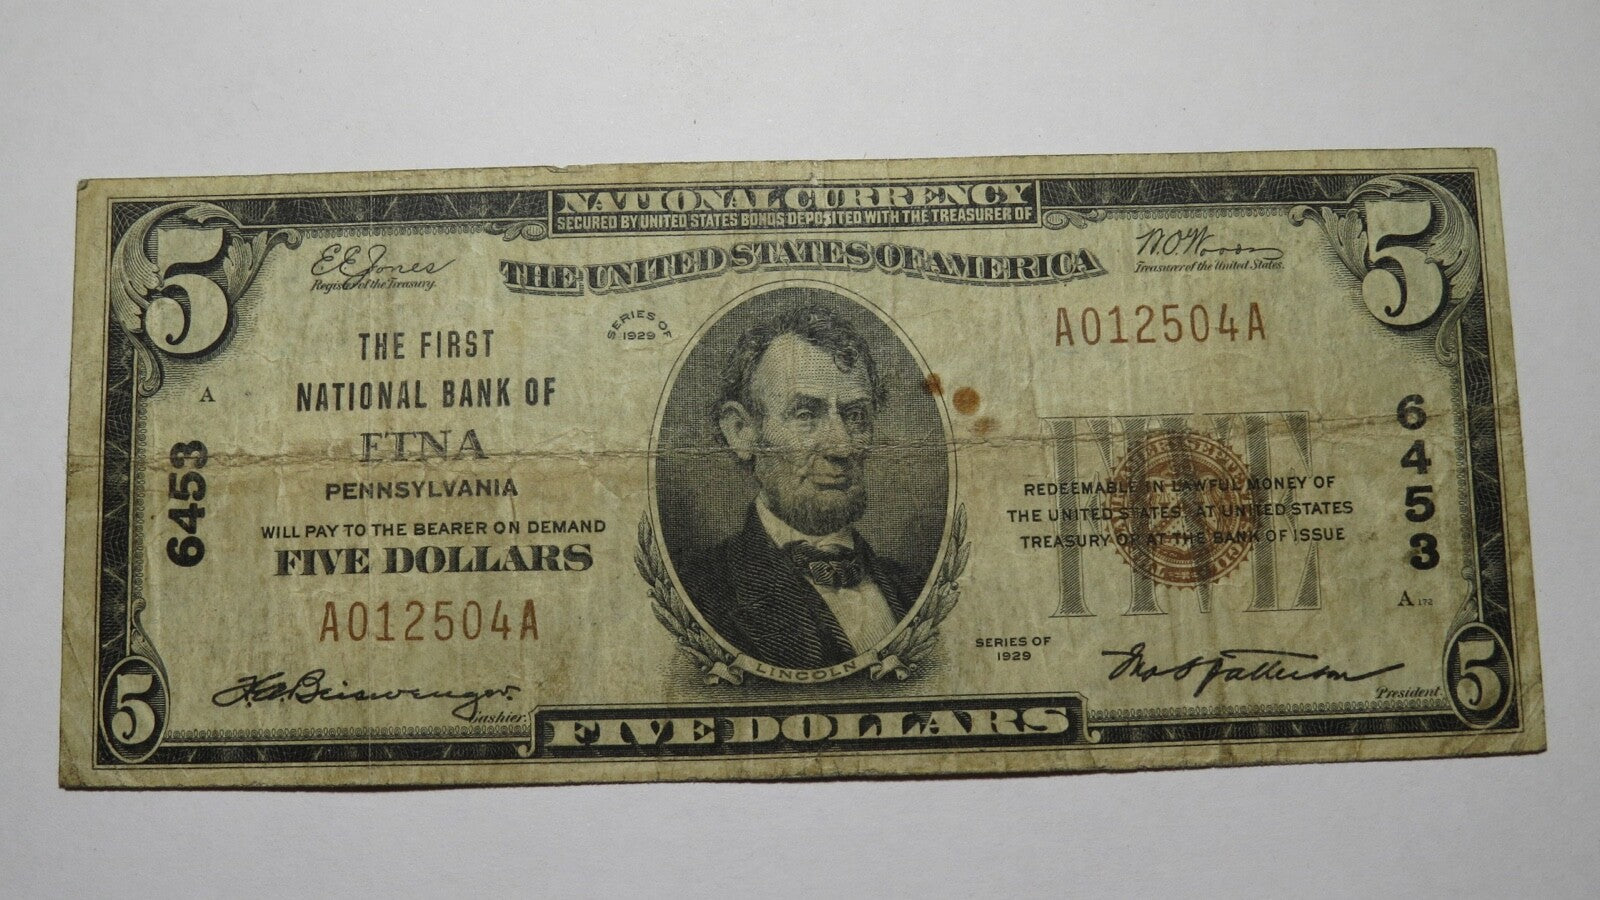 NATIONAL CURRENCY
SECURED BY UNITED STATES BONDS DEPOSITED WITH THE TREASURER OF
THE UNITED STATES OF AMERICA
5
5
E.E. Jones
Register of the Treasury.
W.O. Woods
Treasurer of the United States.
SERIES OF
1929
A012504A
THE FIRST
NATIONAL BANK OF
ETNA
PENNSYLVANIA
WILL PAY TO THE BEARER ON DEMAND
FIVE DOLLARS
A
6453
A012504A
FIVE
REDEEMABLE IN LAWFUL MONEY OF
THE UNITED STATES AT UNITED STATES
TREASURY OR AT THE BANK OF ISSUE
6453
A 172
SERIES OF
1929
LINCOLN
Cashier.
President.
5
FIVE DOLLARS
5